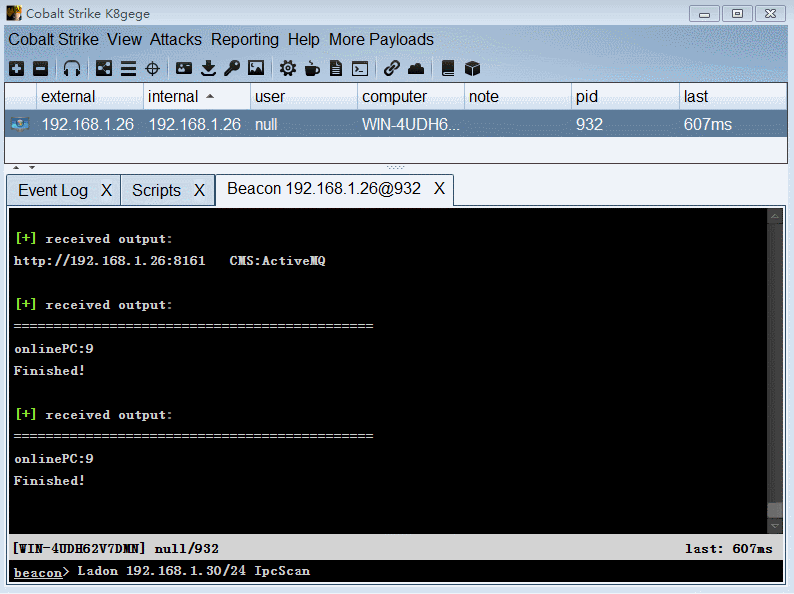 Cobalt Strike K8gege
Cobalt Strike View Attacks Reporting Help More Payloads
external internal user computer note pid last
192.168.1.26 192.168.1.26 null WIN-4UDH6... 932 607ms
Event Log X Scripts X Beacon 192.168.1.26@932 X
[+] received output:
http://192.168.1.26:8161 CMS:ActiveMQ
[+] received output:
=============================================
onlinePC:9
Finished!
[+] received output:
=============================================
onlinePC:9
Finished!
[WIN-4UDH62V7DMN] null/932 last: 607ms
beacon> Ladon 192.168.1.30/24 IpcScan